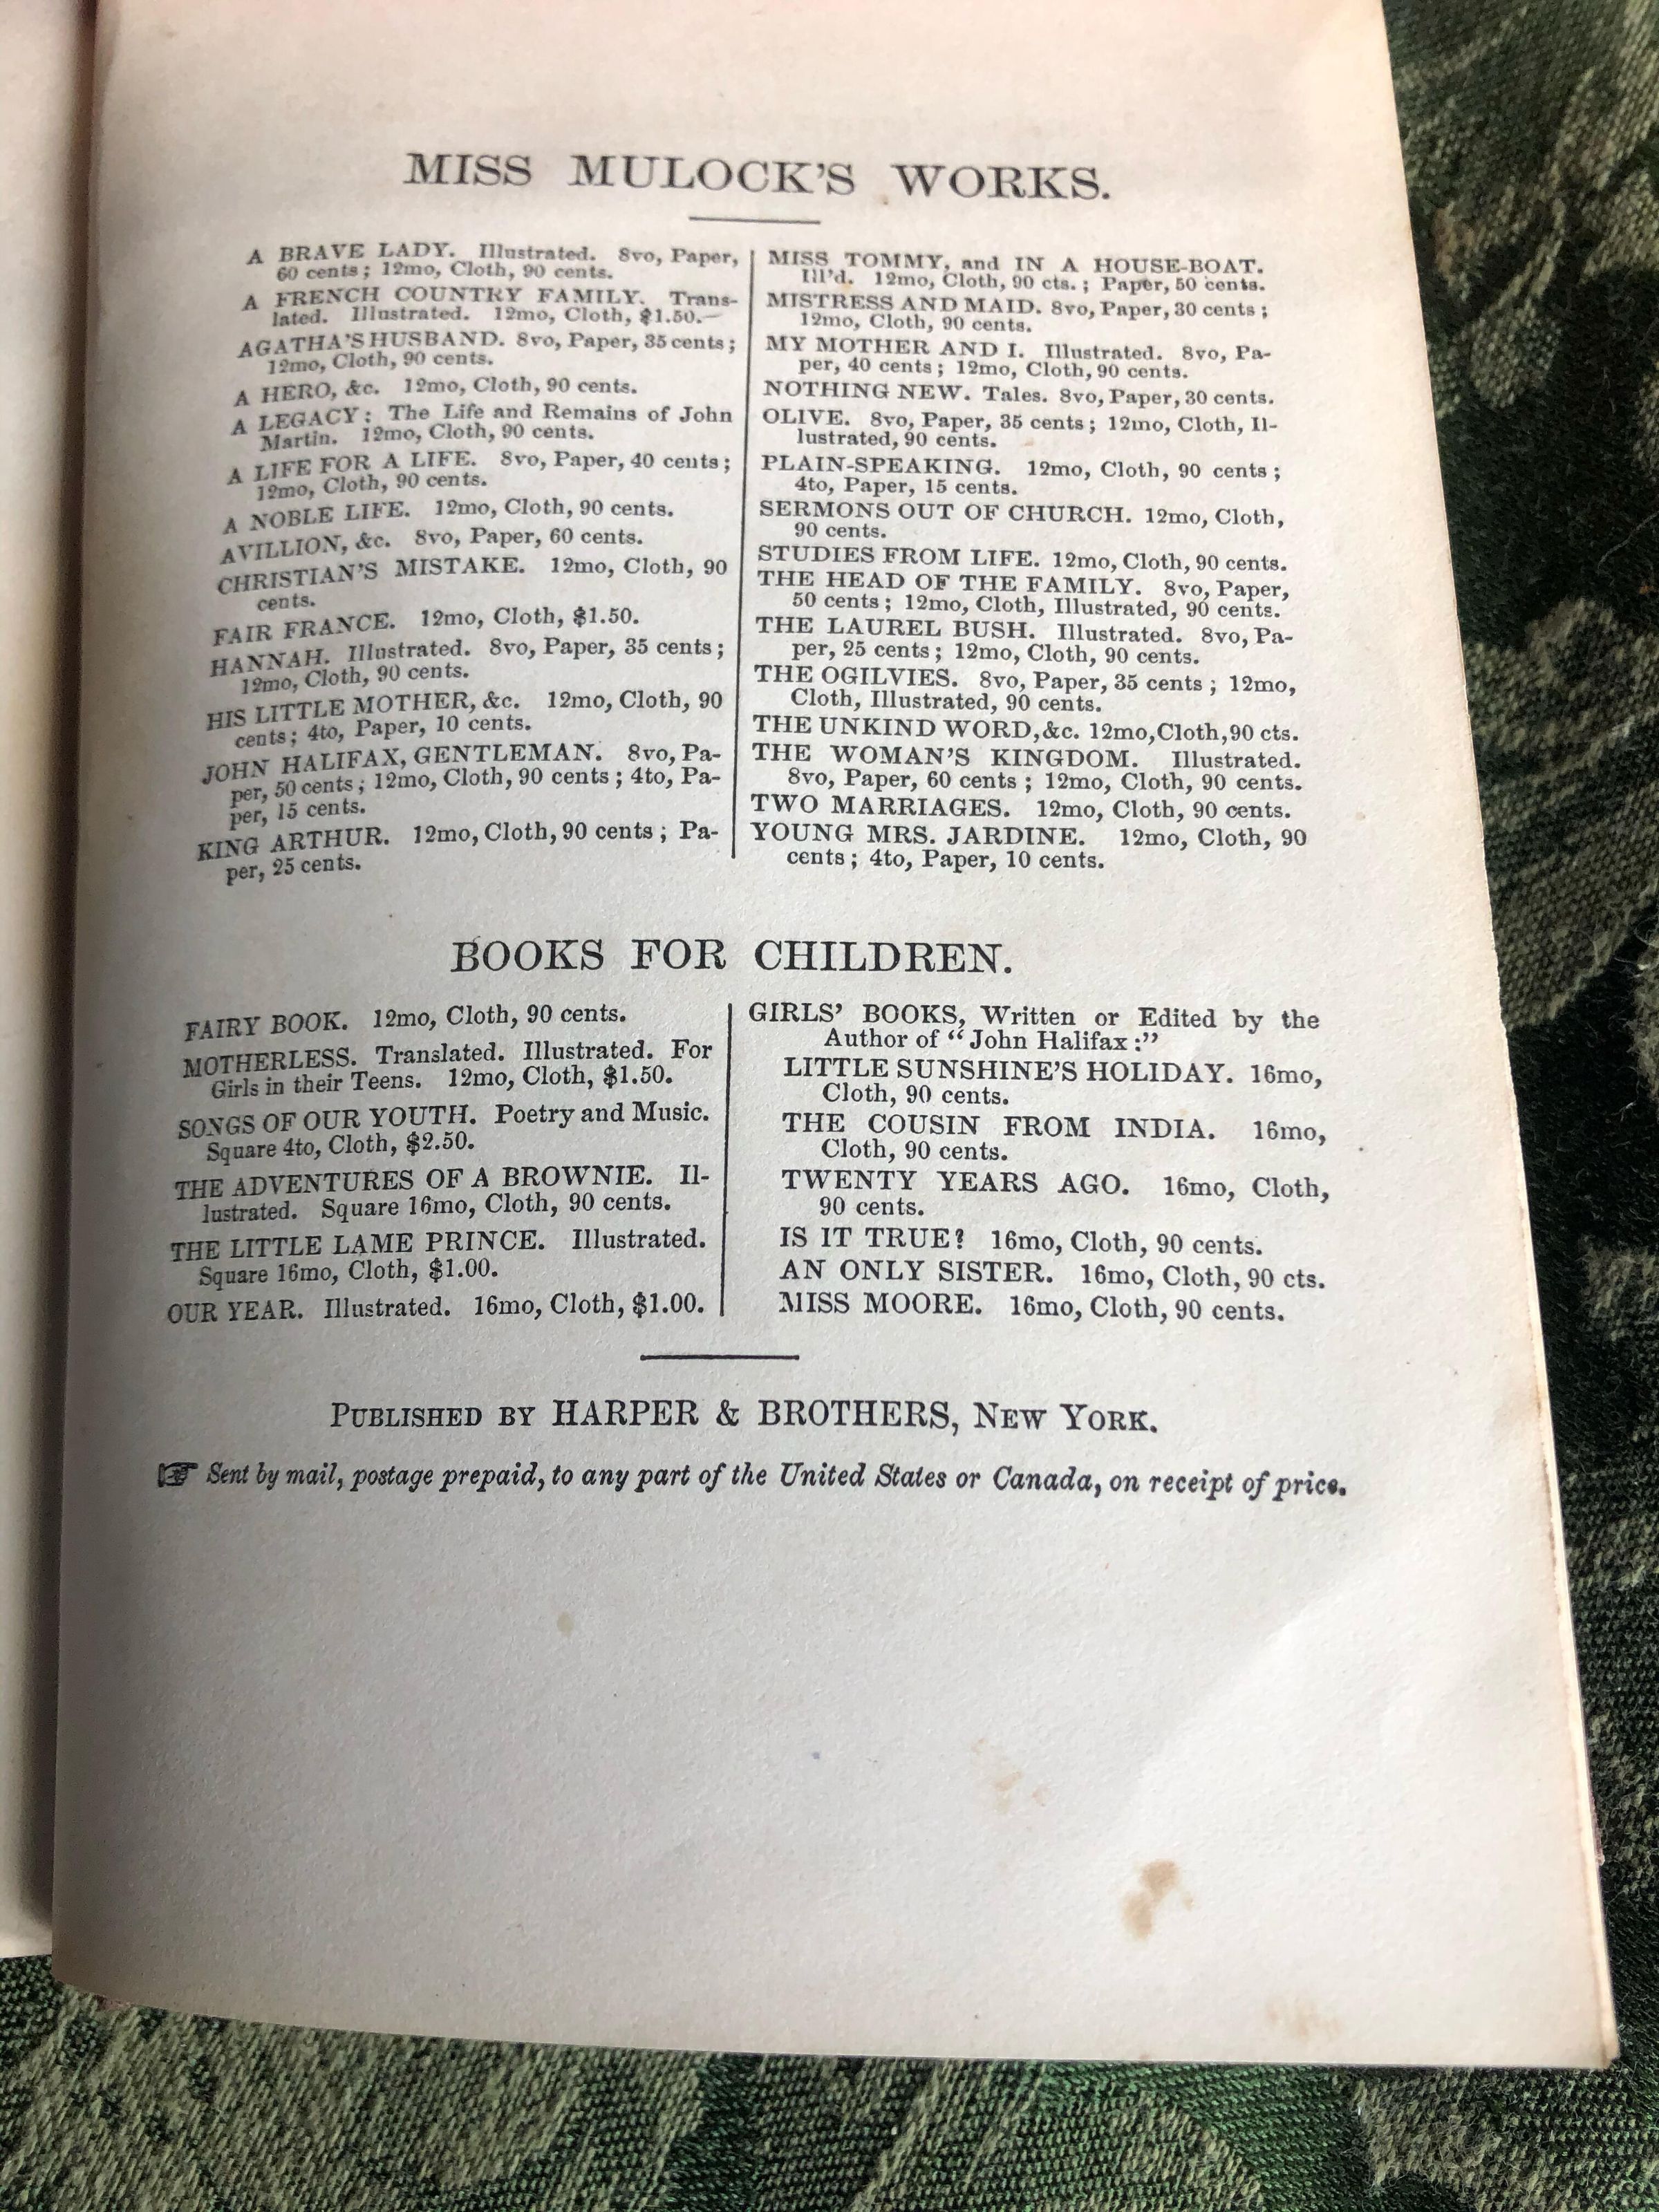 MISS MULOCK'S WORKS.
A BRAVE LADY. Illustrated. 8vo, Paper,
60 cents; 12mo, Cloth, 90 cents.
A FRENCH COUNTRY FAMILY. Trans-
lated. Illustrated. 12mo, Cloth, $1.50.
AGATHA'S HUSBAND. 8vo, Paper, 35 cents;
12mo, Cloth, 90 cents.
A HERO, &c. 12mo, Cloth, 90 cents.
A LEGACY: The Life and Remains of John
Martin. 12mo, Cloth, 90 cents.
A LIFE FOR A LIFE. 8vo, Paper, 40 cents;
12mo, Cloth, 90 cents.
A NOBLE LIFE. 12mo, Cloth, 90 cents.
AVILLION, &c. 8vo, Paper, 60 cents.
CHRISTIAN'S MISTAKE. 12mo, Cloth, 90
cents.
FAIR FRANCE. 12mo, Cloth, $1.50.
HANNAH. Illustrated. 8vo, Paper, 35 cents;
12mo, Cloth, 90 cents.
HIS LITTLE MOTHER, &c. 12mo, Cloth, 90
cents; 4to, Paper, 10 cents.
JOHN HALIFAX, GENTLEMAN. 8vo, Pa-
per, 50 cents; 12mo, Cloth, 90 cents; 4to, Pa-
per, 15 cents.
KING ARTHUR. 12mo, Cloth, 90 cents; Pa-
per, 25 cents.
MISS TOMMY, and IN A HOUSE-BOAT.
Ill'd. 12mo, Cloth, 90 cts.; Paper, 50 cents.
MISTRESS AND MAID. 8vo, Paper, 30 cents;
12mo, Cloth, 90 cents.
MY MOTHER AND I. Illustrated. 8vo, Pa-
per, 40 cents; 12mo, Cloth, 90 cents.
NOTHING NEW. Tales. 8vo, Paper, 30 cents.
OLIVE. 8vo, Paper, 35 cents; 12mo, Cloth, Il-
lustrated, 90 cents.
PLAIN-SPEAKING. 12mo, Cloth, 90 cents;
4to, Paper, 15 cents.
SERMONS OUT OF CHURCH. 12mo, Cloth,
90 cents.
STUDIES FROM LIFE. 12mo, Cloth, 90 cents.
THE HEAD OF THE FAMILY. 8vo, Paper,
50 cents; 12mo, Cloth, Illustrated, 90 cents.
THE LAUREL BUSH. Illustrated. 8vo, Pa-
per, 25 cents; 12mo, Cloth, 90 cents.
THE OGILVIES. 8vo, Paper, 35 cents; 12mo,
Cloth, Illustrated, 90 cents.
THE UNKIND WORD, &c. 12mo, Cloth, 90 cts.
THE WOMAN'S KINGDOM. Illustrated.
8vo, Paper, 60 cents; 12mo, Cloth, 90 cents.
TWO MARRIAGES. 12mo, Cloth, 90 cents.
YOUNG MRS. JARDINE. 12mo, Cloth, 90
cents; 4to, Paper, 10 cents.
BOOKS FOR CHILDREN.
FAIRY BOOK. 12mo, Cloth, 90 cents.
MOTHERLESS. Translated. Illustrated. For
Girls in their Teens. 12mo, Cloth, $1.50.
SONGS OF OUR YOUTH. Poetry and Music.
Square 4to, Cloth, $2.50.
THE ADVENTURES OF A BROWNIE. Il-
lustrated. Square 16mo, Cloth, 90 cents.
THE LITTLE LAME PRINCE. Illustrated.
Square 16mo, Cloth, $1.00.
OUR YEAR. Illustrated. 16mo, Cloth, $1.00.
GIRLS' BOOKS, Written or Edited by the
Author of "John Halifax:"
LITTLE SUNSHINE'S HOLIDAY. 16mo,
Cloth, 90 cents.
THE COUSIN FROM INDIA. 16mo,
Cloth, 90 cents.
TWENTY YEARS AGO. 16mo, Cloth,
90 cents.
IS IT TRUE? 16mo, Cloth, 90 cents.
AN ONLY SISTER. 16mo, Cloth, 90 cts.
MISS MOORE. 16mo, Cloth, 90 cents.
PUBLISHED BY HARPER & BROTHERS, NEW YORK.
☞ Sent by mail, postage prepaid, to any part of the United States or Canada, on receipt of price.